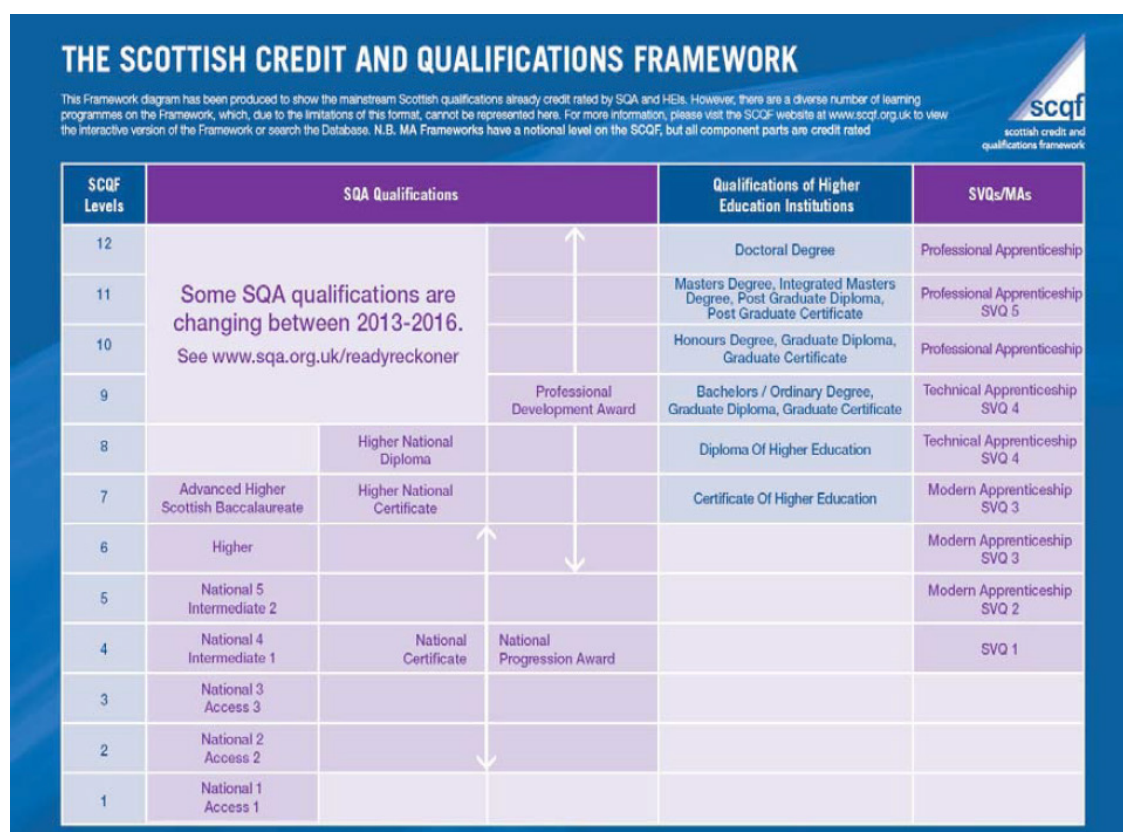 THE SCOTTISH CREDIT AND QUALIFICATIONS FRAMEWORK
This Framework diagram has been produced to show the mainstream Scottish qualifications already credit rated by SQA and HEIs. However, there are a diverse number of learning
programmes on the Framework, which, due to the limitations of this format, cannot be represented here. For more information, please visit the SCQF website at www.scqf.org.uk to view
the interactive version of the Framework or search the Database. N.B. MA Frameworks have a notional level on the SCQF, but all component parts are credit rated
scqf
scottish credit and
qualifications framework
SCQF
Levels
SQA Qualifications
Qualifications of Higher
Education Institutions
SVQs/MAs
Some SQA qualifications are
changing between 2013-2016.
See www.sqa.org.uk/readyreckoner
12
Doctoral Degree
Professional Apprenticeship
11
Masters Degree, Integrated Masters
Degree, Post Graduate Diploma,
Post Graduate Certificate
Professional Apprenticeship
SVQ 5
10
Honours Degree, Graduate Diploma,
Graduate Certificate
Professional Apprenticeship
9
Professional
Development Award
Bachelors / Ordinary Degree,
Graduate Diploma, Graduate Certificate
Technical Apprenticeship
SVQ 4
8
Higher National
Diploma
Diploma Of Higher Education
Technical Apprenticeship
SVQ 4
7
Advanced Higher
Scottish Baccalaureate
Higher National
Certificate
Certificate Of Higher Education
Modern Apprenticeship
SVQ 3
6
Higher
Modern Apprenticeship
SVQ 3
5
National 5
Intermediate 2
Modern Apprenticeship
SVQ 2
4
National 4
Intermediate 1
National
Certificate
National
Progression Award
SVQ 1
3
National 3
Access 3
2
National 2
Access 2
1
National 1
Access 1